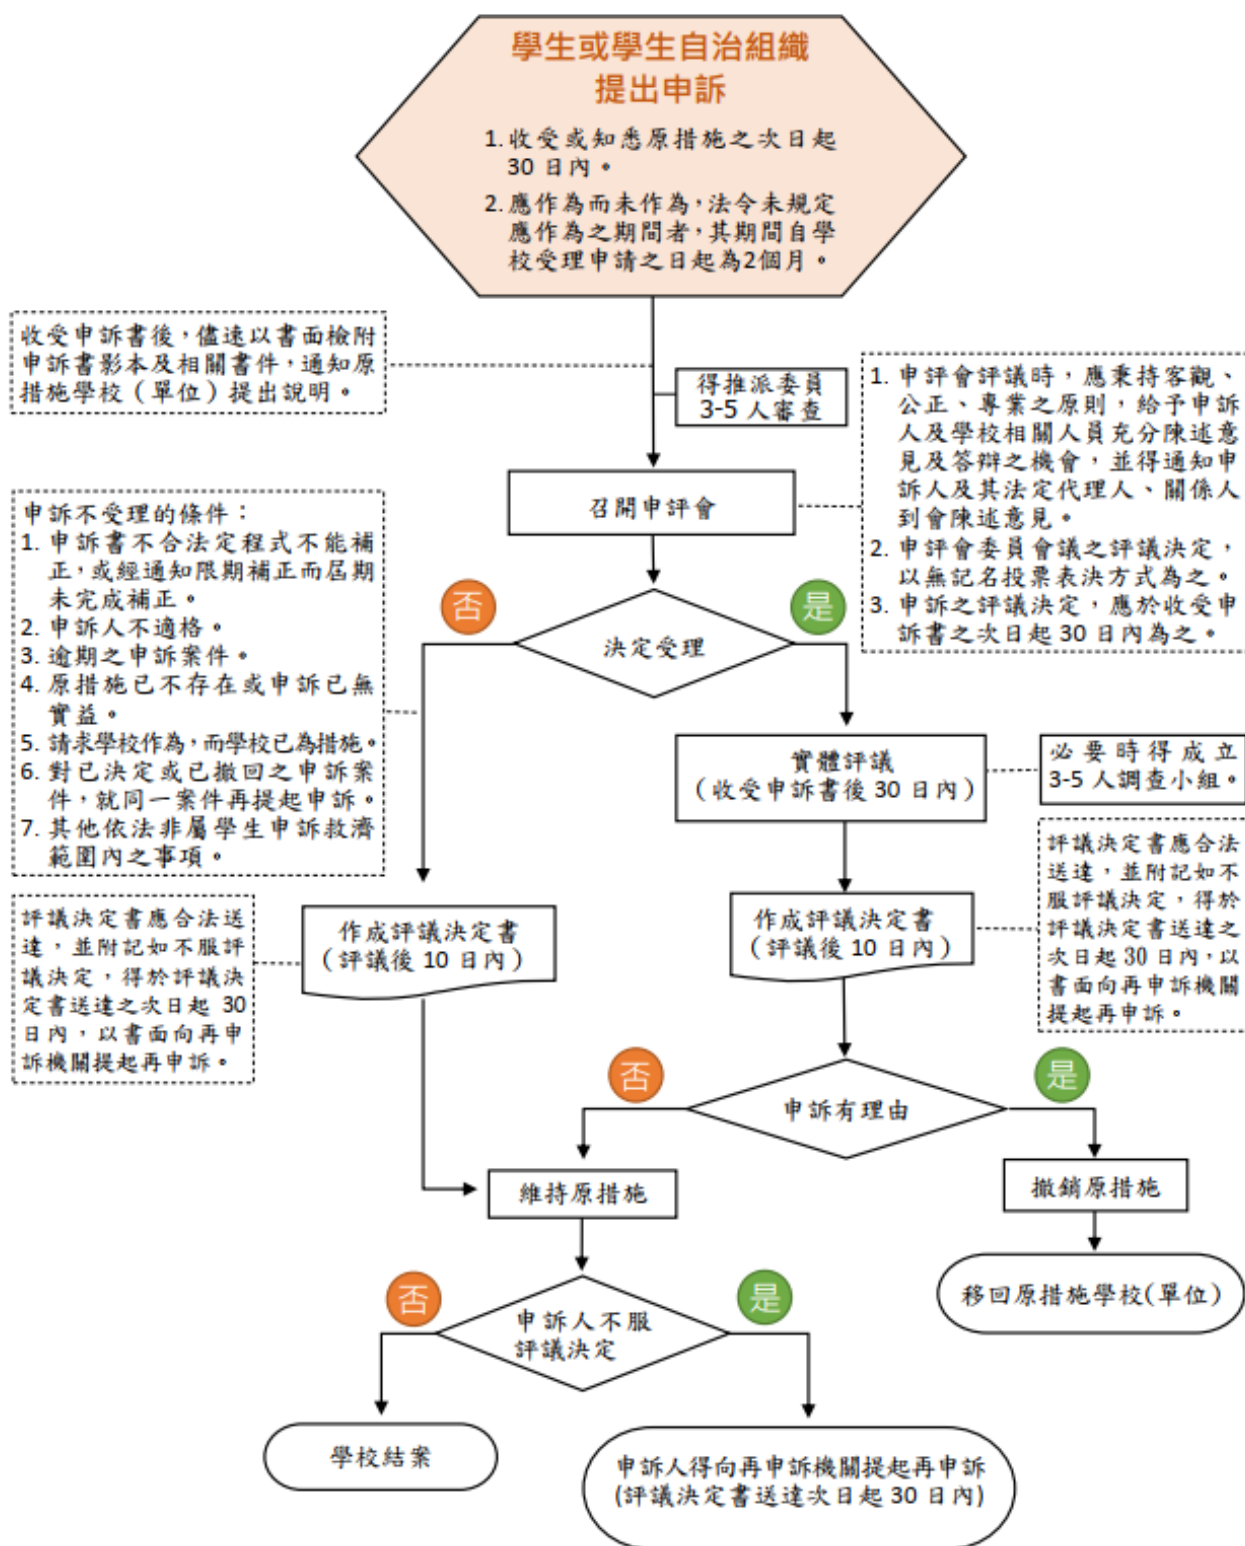 學生或學生自治組織
提出申訴
1. 收受或知悉原措施之次日起
30 日內。
2. 應作為而未作為，法令未規定
應作為之期間者，其期間自學
校受理申請之日起為2個月。
收受申訴書後，儘速以書面檢附
申訴書影本及相關書件，通知原
措施學校（單位）提出說明。
得推派委員
3-5 人審查
1. 申評會評議時，應秉持客觀、
公正、專業之原則，給予申訴
人及學校相關人員充分陳述意
見及答辯之機會，並得通知申
訴人及其法定代理人、關係人
到會陳述意見。
2. 申評會委員會議之評議決定，
以無記名投票表決方式為之。
3. 申訴之評議決定，應於收受申
訴書之次日起 30 日內為之。
召開申評會
申訴不受理的條件：
1. 申訴書不合法定程式不能補
正，或經通知限期補正而屆期
未完成補正。
2. 申訴人不適格。
3. 逾期之申訴案件。
4. 原措施已不存在或申訴已無
實益。
5. 請求學校作為，而學校已為措施。
6. 對已決定或已撤回之申訴案
件，就同一案件再提起申訴。
7. 其他依法非屬學生申訴救濟
範圍內之事項。
否
是
決定受理
實體評議
（收受申訴書後 30 日內）
必要時得成立
3-5 人調查小組。
評議決定書應合法送
達，並附記如不服評
議決定，得於評議決
定書送達之次日起 30
日內，以書面向再申
訴機關提起再申訴。
作成評議決定書
（評議後 10 日內）
作成評議決定書
（評議後 10 日內）
評議決定書應合法
送達，並附記如不
服評議決定，得於
評議決定書送達之
次日起 30 日內，以
書面向再申訴機關
提起再申訴。
否
是
申訴有理由
維持原措施
撤銷原措施
移回原措施學校(單位)
否
是
申訴人不服
評議決定
學校結案
申訴人得向再申訴機關提起再申訴
(評議決定書送達次日起 30 日內)